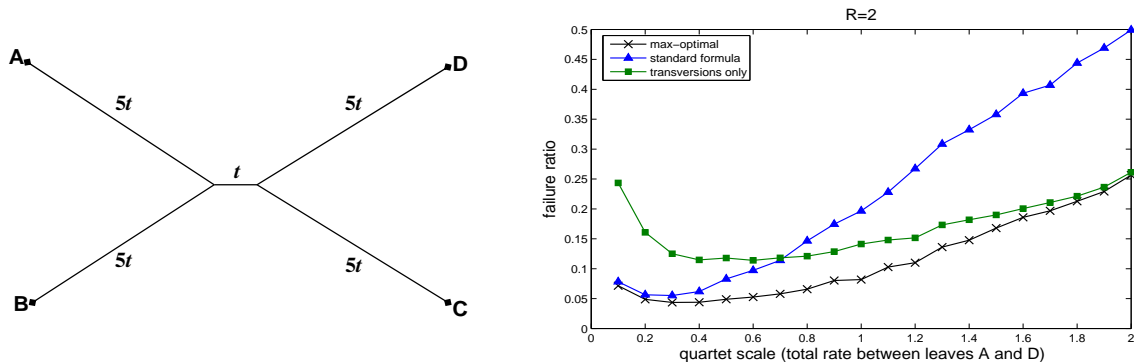 A
D
5t
5t
t
5t
5t
B
C
R=2
max-optimal
standard formula
transversions only
failure ratio
0.5
0.45
0.4
0.35
0.3
0.25
0.2
0.15
0.1
0.05
0
0 0.2 0.4 0.6 0.8 1.0 1.2 1.4 1.6 1.8 2
quartet scale (total rate between leaves A and D)